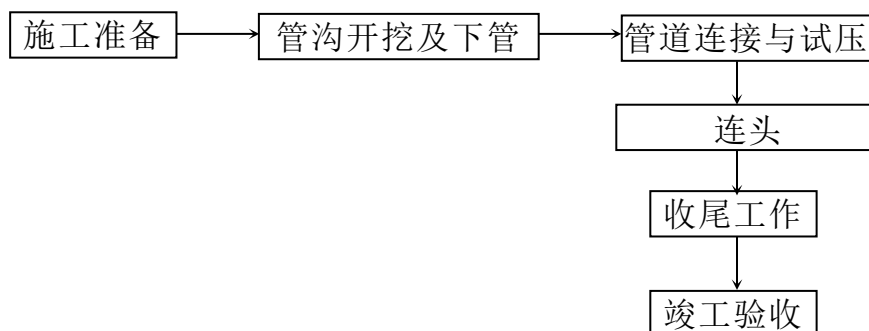 施工准备
管沟开挖及下管
管道连接与试压
连头
收尾工作
竣工验收